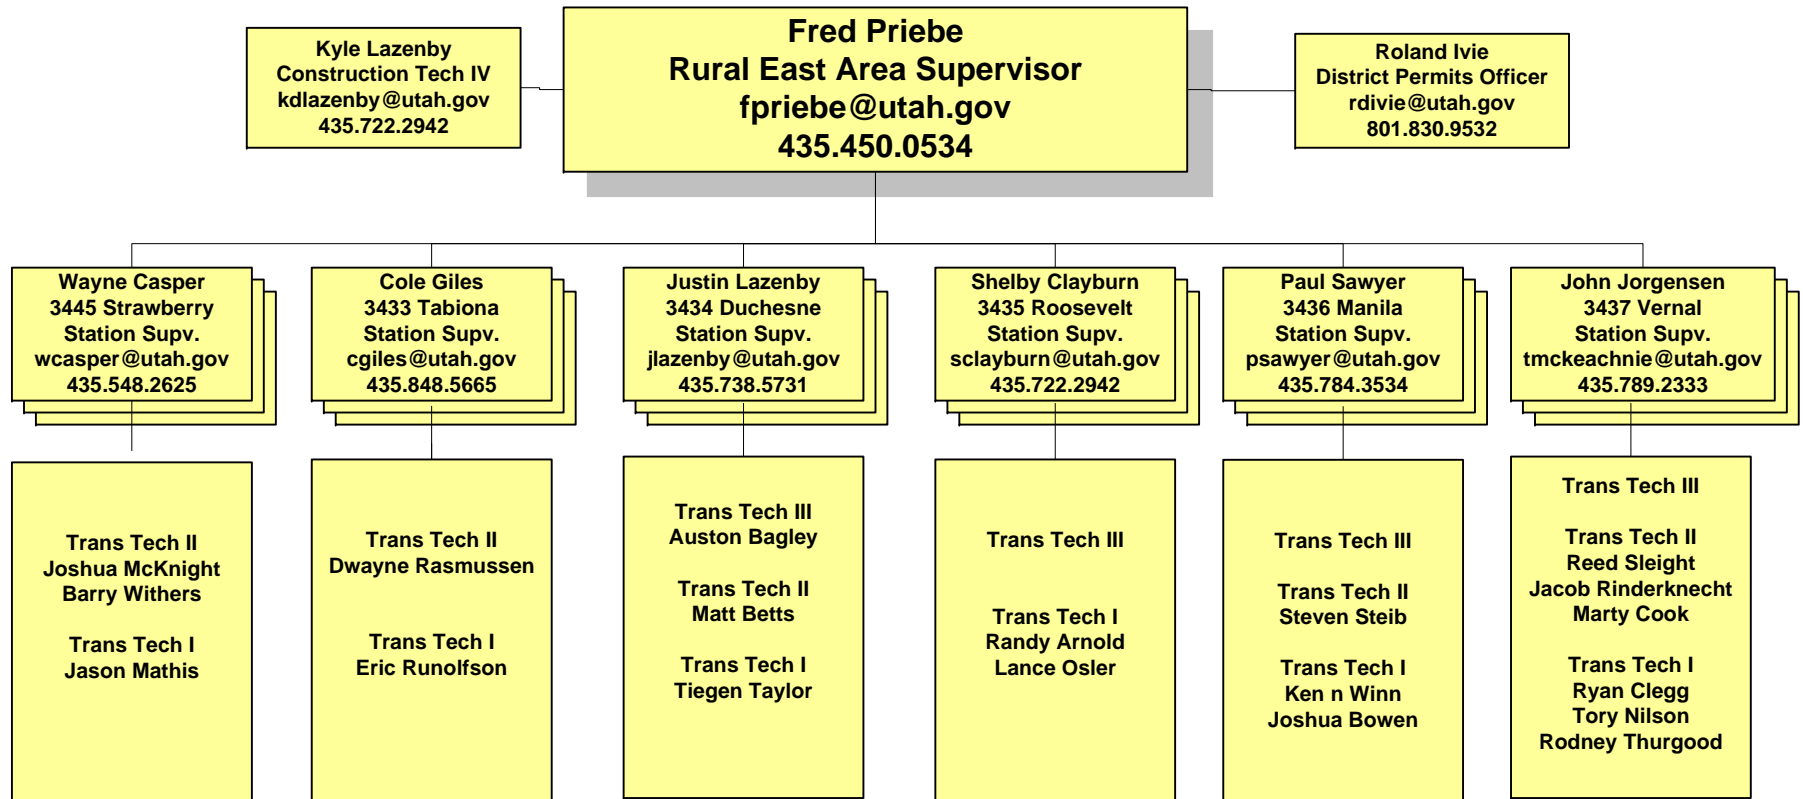 Kyle Lazenby
Construction Tech IV
kdlazenby@utah.gov
435.722.2942
Fred Priebe
Rural East Area Supervisor
fpriebe@utah.gov
435.450.0534
Roland Ivie
District Permits Officer
rdivie@utah.gov
801.830.9532
Wayne Casper
3445 Strawberry
Station Supv.
wcasper@utah.gov
435.548.2625
Cole Giles
3433 Tabiona
Station Supv.
cgiles@utah.gov
435.848.5665
Justin Lazenby
3434 Duchesne
Station Supv.
jlazenby@utah.gov
435.738.5731
Shelby Clayburn
3435 Roosevelt
Station Supv.
sclayburn@utah.gov
435.722.2942
Paul Sawyer
3436 Manila
Station Supv.
psawyer@utah.gov
435.784.3534
John Jorgensen
3437 Vernal
Station Supv.
tmckeachnie@utah.gov
435.789.2333
Trans Tech II
Joshua McKnight
Barry Withers
Trans Tech I
Jason Mathis
Trans Tech II
Dwayne Rasmussen
Trans Tech I
Eric Runolfson
Trans Tech III
Auston Bagley
Trans Tech II
Matt Betts
Trans Tech I
Tiegen Taylor
Trans Tech III
Trans Tech I
Randy Arnold
Lance Osler
Trans Tech III
Trans Tech II
Steven Steib
Trans Tech I
Ken n Winn
Joshua Bowen
Trans Tech III
Trans Tech II
Reed Sleight
Jacob Rinderknecht
Marty Cook
Trans Tech I
Ryan Clegg
Tory Nilson
Rodney Thurgood